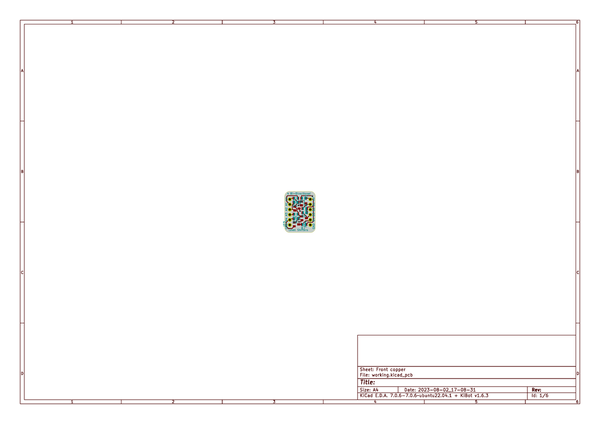 1 2 3 4 5 6
A A
B B
C C
D D
Sheet: Front copper
File: working.kicad_pcb
Title:
Size: A4 Date: 2023-08-02_17-08-31 Rev:
KiCad E.D.A. 7.0.6-7.0.6~ubuntu22.04.1 + KiBot v1.6.3 Id: 1/6
1 2 3 4 5 6